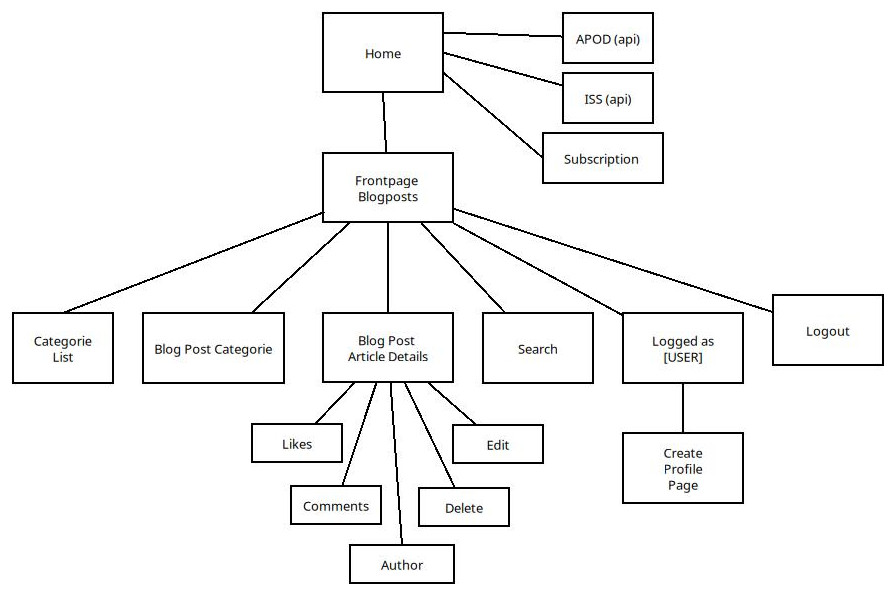 Home
APOD (api)
ISS (api)
Subscription
Frontpage
Blogposts
Categorie
List
Blog Post Categorie
Blog Post
Article Details
Search
Logged as
[USER]
Logout
Likes
Edit
Comments
Delete
Author
Create
Profile
Page